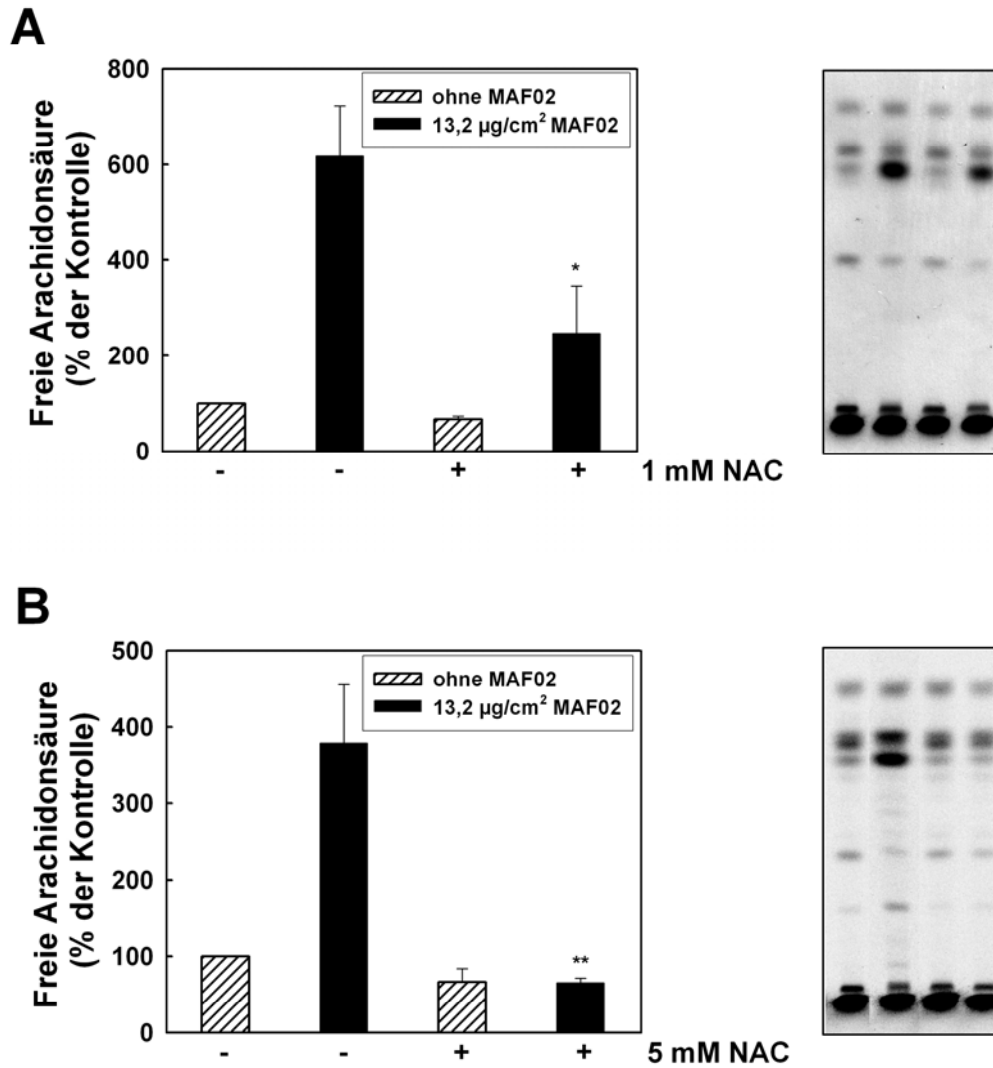 A
800
600
400
200
0
Freie Arachidonsäure
(% der Kontrolle)
ohne MAF02
13,2 µg/cm² MAF02
*
- - + + 1 mM NAC
B
500
400
300
200
100
0
Freie Arachidonsäure
(% der Kontrolle)
ohne MAF02
13,2 µg/cm² MAF02
**
- - + + 5 mM NAC